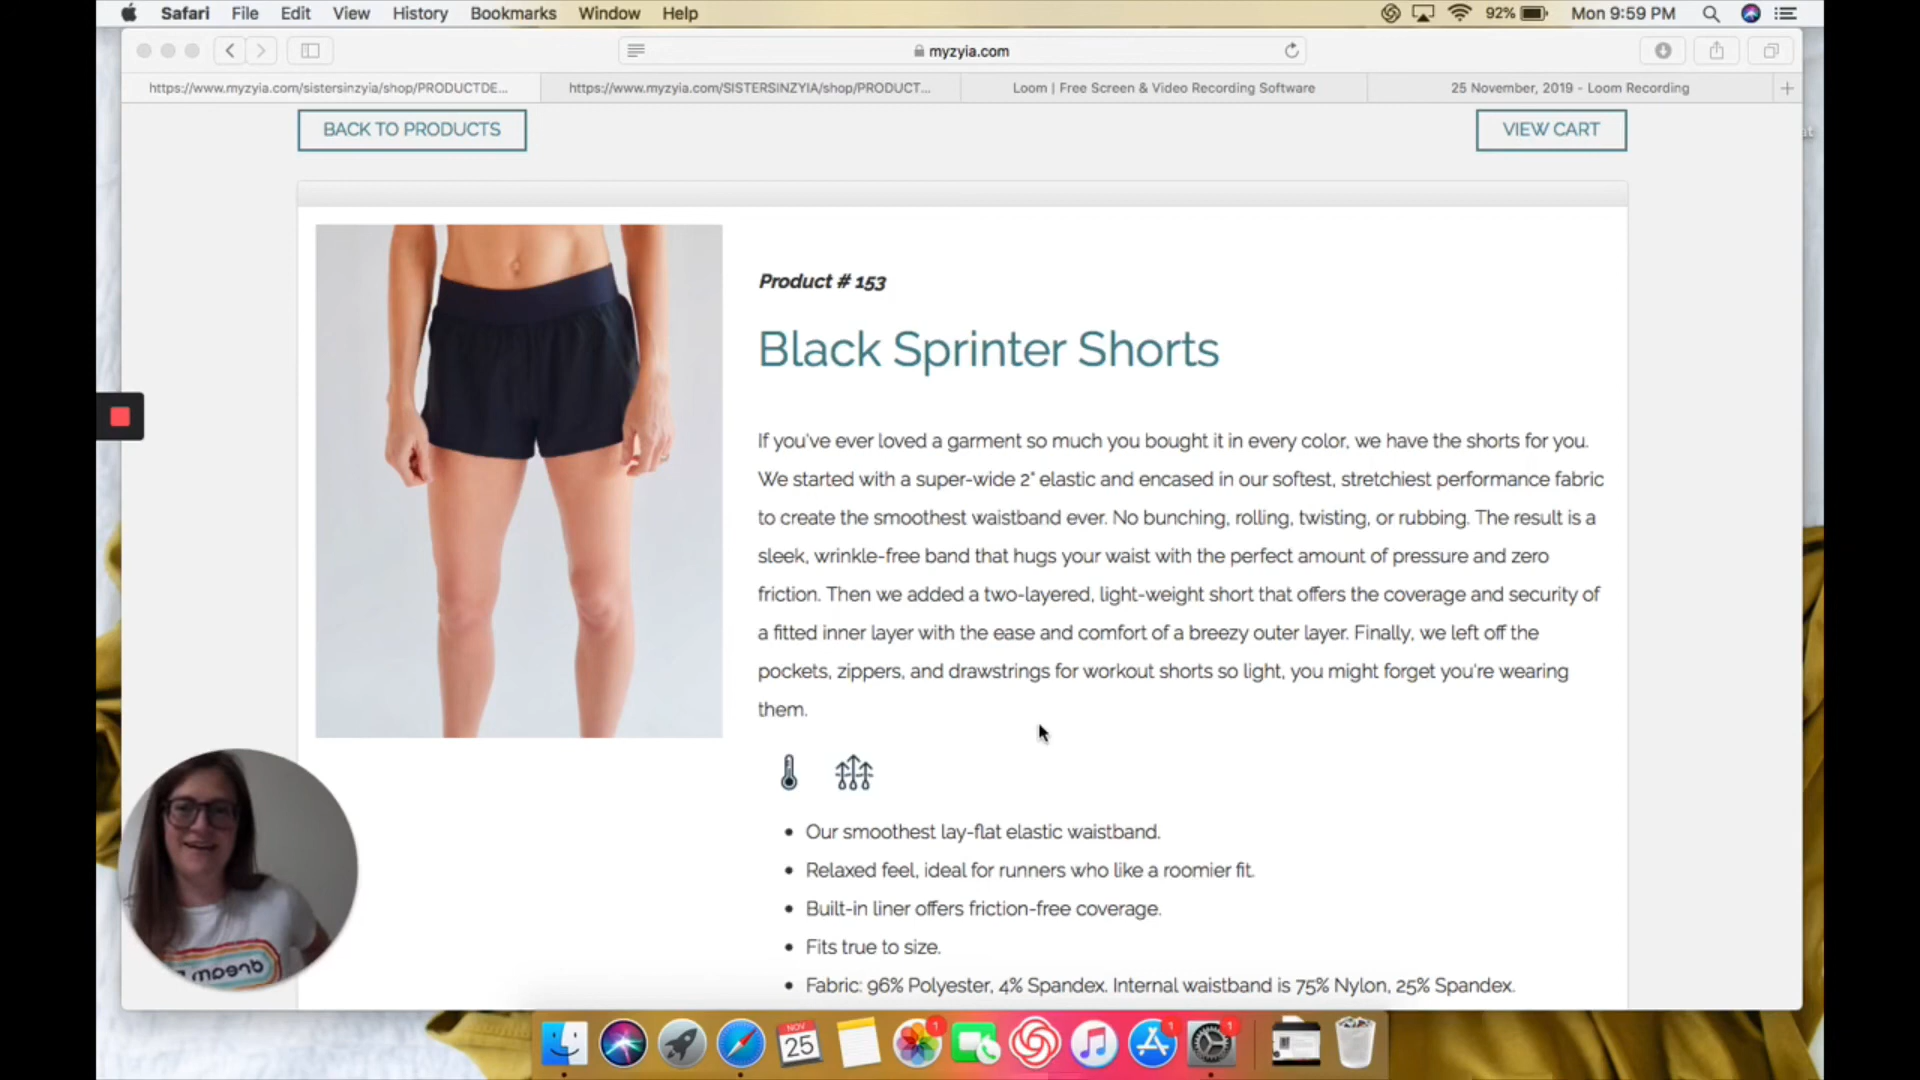 Safari File Edit View History Bookmarks Window Help 92% Mon 9:59 PM
myzyia.com
https://www.myzyia.com/sistersinzyia/shop/PRODUCTDE... https://www.myzyia.com/SISTERSINZYIA/shop/PRODUCT... Loom | Free Screen & Video Recording Software 25 November, 2019 - Loom Recording
BACK TO PRODUCTS VIEW CART
Product # 153
Black Sprinter Shorts
If you've ever loved a garment so much you bought it in every color, we have the shorts for you.
We started with a super-wide 2" elastic and encased in our softest, stretchiest performance fabric
to create the smoothest waistband ever. No bunching, rolling, twisting, or rubbing. The result is a
sleek, wrinkle-free band that hugs your waist with the perfect amount of pressure and zero
friction. Then we added a two-layered, light-weight short that offers the coverage and security of
a fitted inner layer with the ease and comfort of a breezy outer layer. Finally, we left off the
pockets, zippers, and drawstrings for workout shorts so light, you might forget you're wearing
them.
• Our smoothest lay-flat elastic waistband.
• Relaxed feel, ideal for runners who like a roomier fit.
• Built-in liner offers friction-free coverage.
• Fits true to size.
• Fabric: 96% Polyester, 4% Spandex. Internal waistband is 75% Nylon, 25% Spandex.
dream
NOV 1 1 1
25